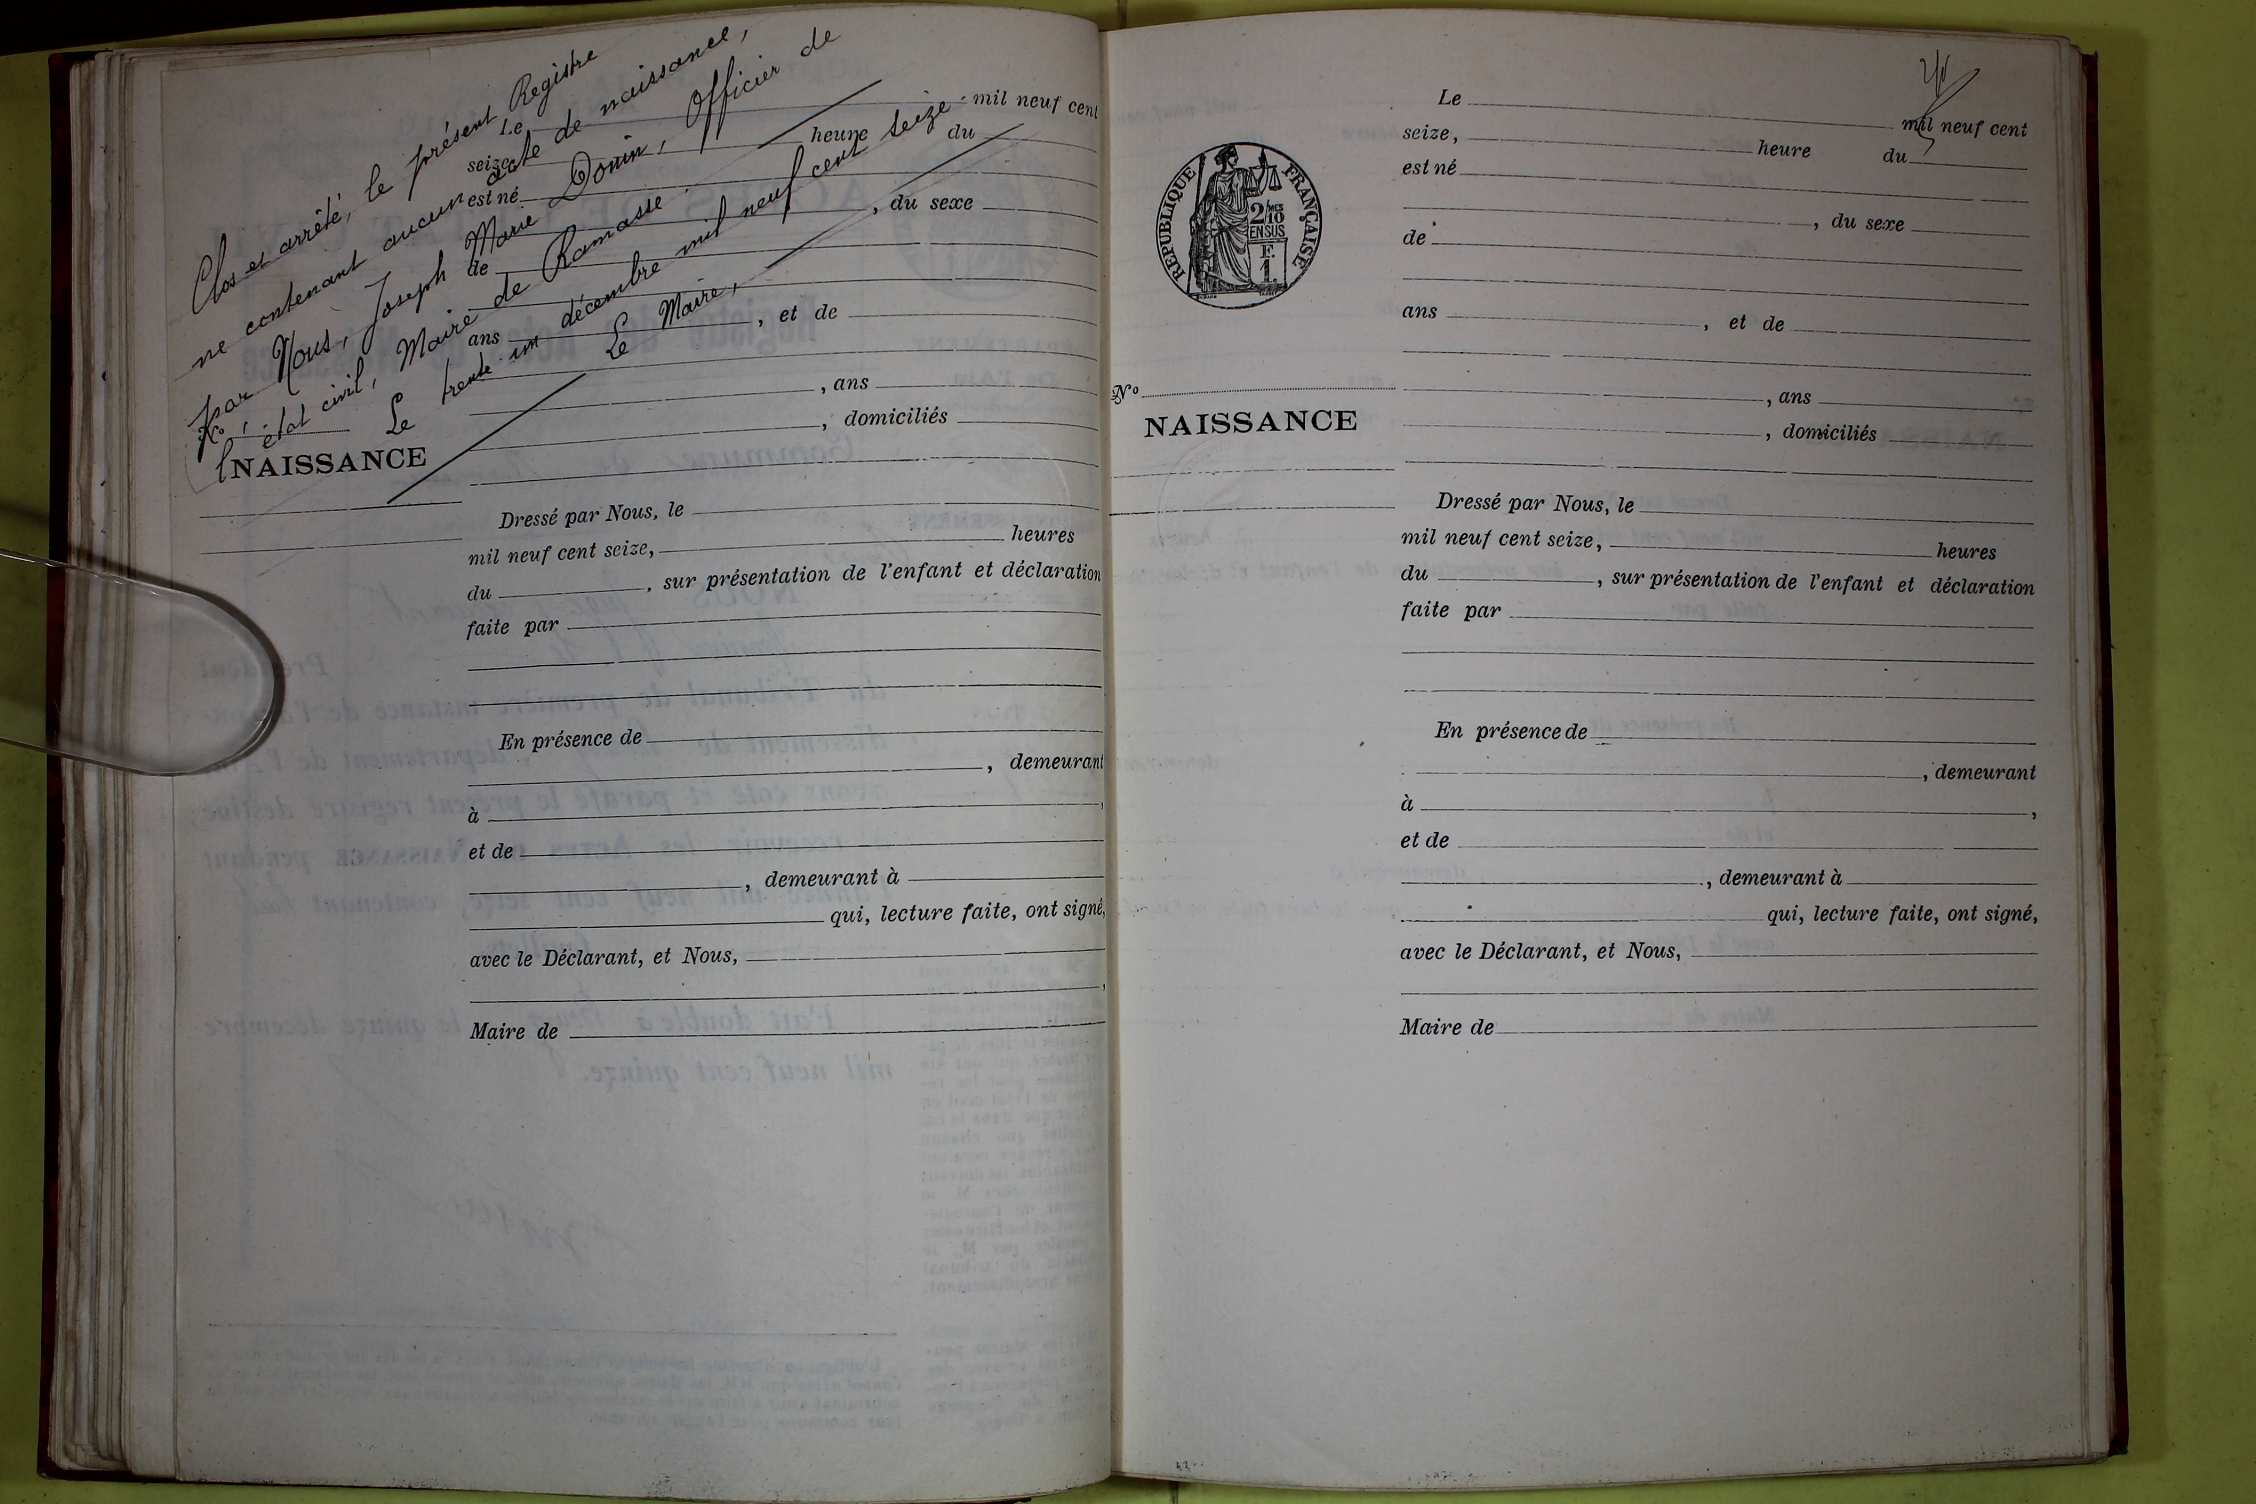 Clos et arrêté, le présent Registre
ne contenant aucun acte de naissance,
par Nous, Joseph Marie Donin, Officier de
l'état civil, Maire de Ramasse
Le trente un décembre mil neuf cent seize
Le Maire,
Le mil neuf cent
seize, heure du
est né
, du sexe
de
ans , et de
, ans
, domiciliés
No
NAISSANCE
Dressé par Nous, le
mil neuf cent seize, heures
du , sur présentation de l'enfant et déclaration
faite par
En présence de
, demeurant
à ,
et de
, demeurant à
qui, lecture faite, ont signé,
avec le Déclarant, et Nous,
,
Maire de
RÉPUBLIQUE FRANÇAISE
2/10
EN SUS
F.
1.
Le mil neuf cent
seize, heure du
est né
, du sexe
de
ans , et de
No
, ans
NAISSANCE
, domiciliés
Dressé par Nous, le
mil neuf cent seize, heures
du , sur présentation de l'enfant et déclaration
faite par
En présence de
, demeurant
à ,
et de
, demeurant à
qui, lecture faite, ont signé,
avec le Déclarant, et Nous,
Maire de